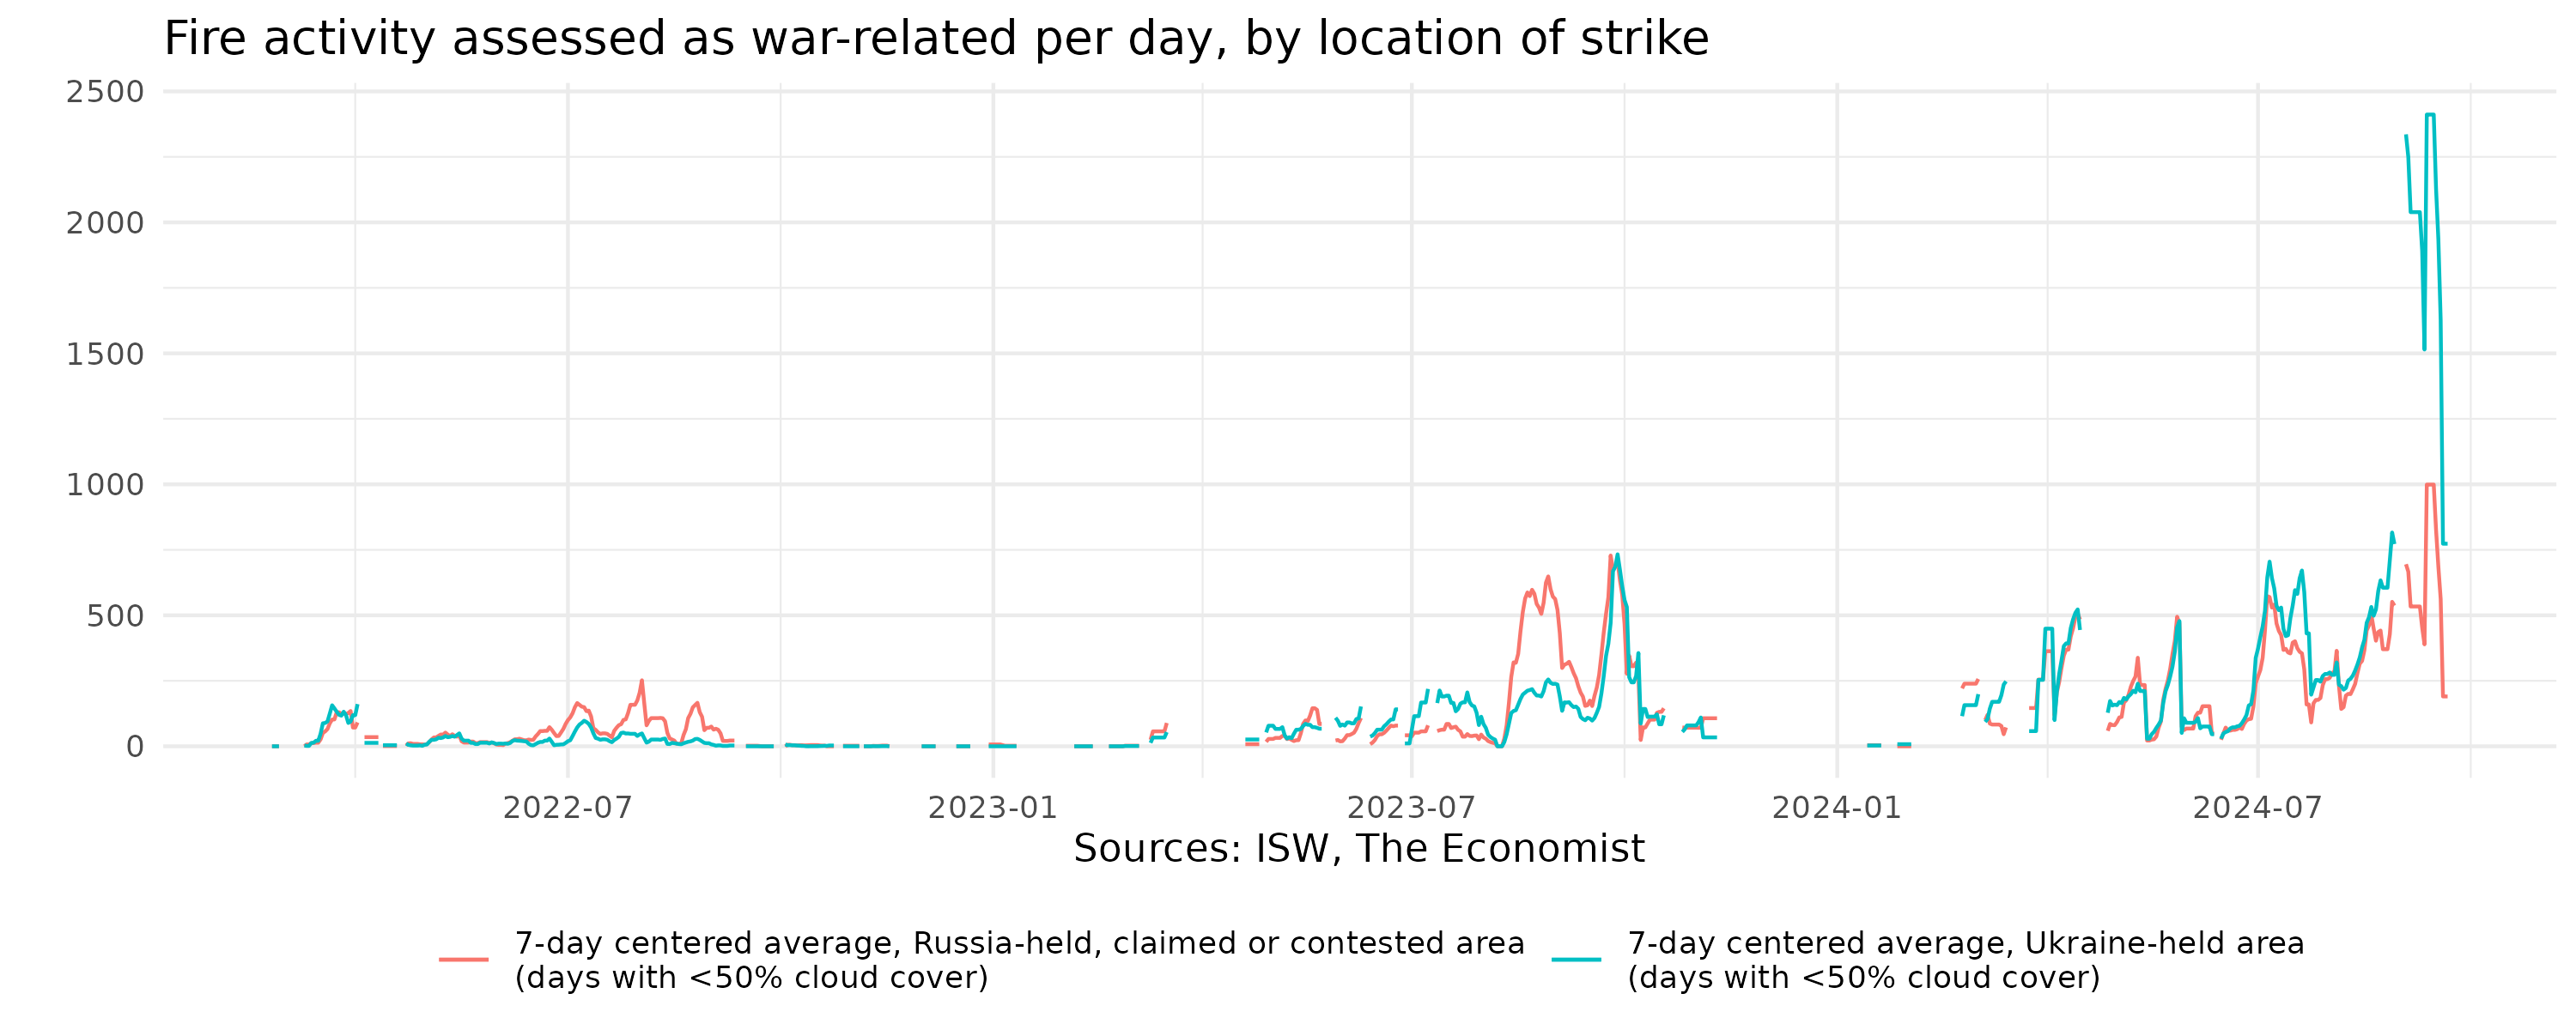 Fire activity assessed as war-related per day, by location of strike
2500
2000
1500
1000
500
0
2022-07
2023-01
2023-07
2024-01
2024-07
Sources: ISW, The Economist
7-day centered average, Russia-held, claimed or contested area
(days with <50% cloud cover)
7-day centered average, Ukraine-held area
(days with <50% cloud cover)